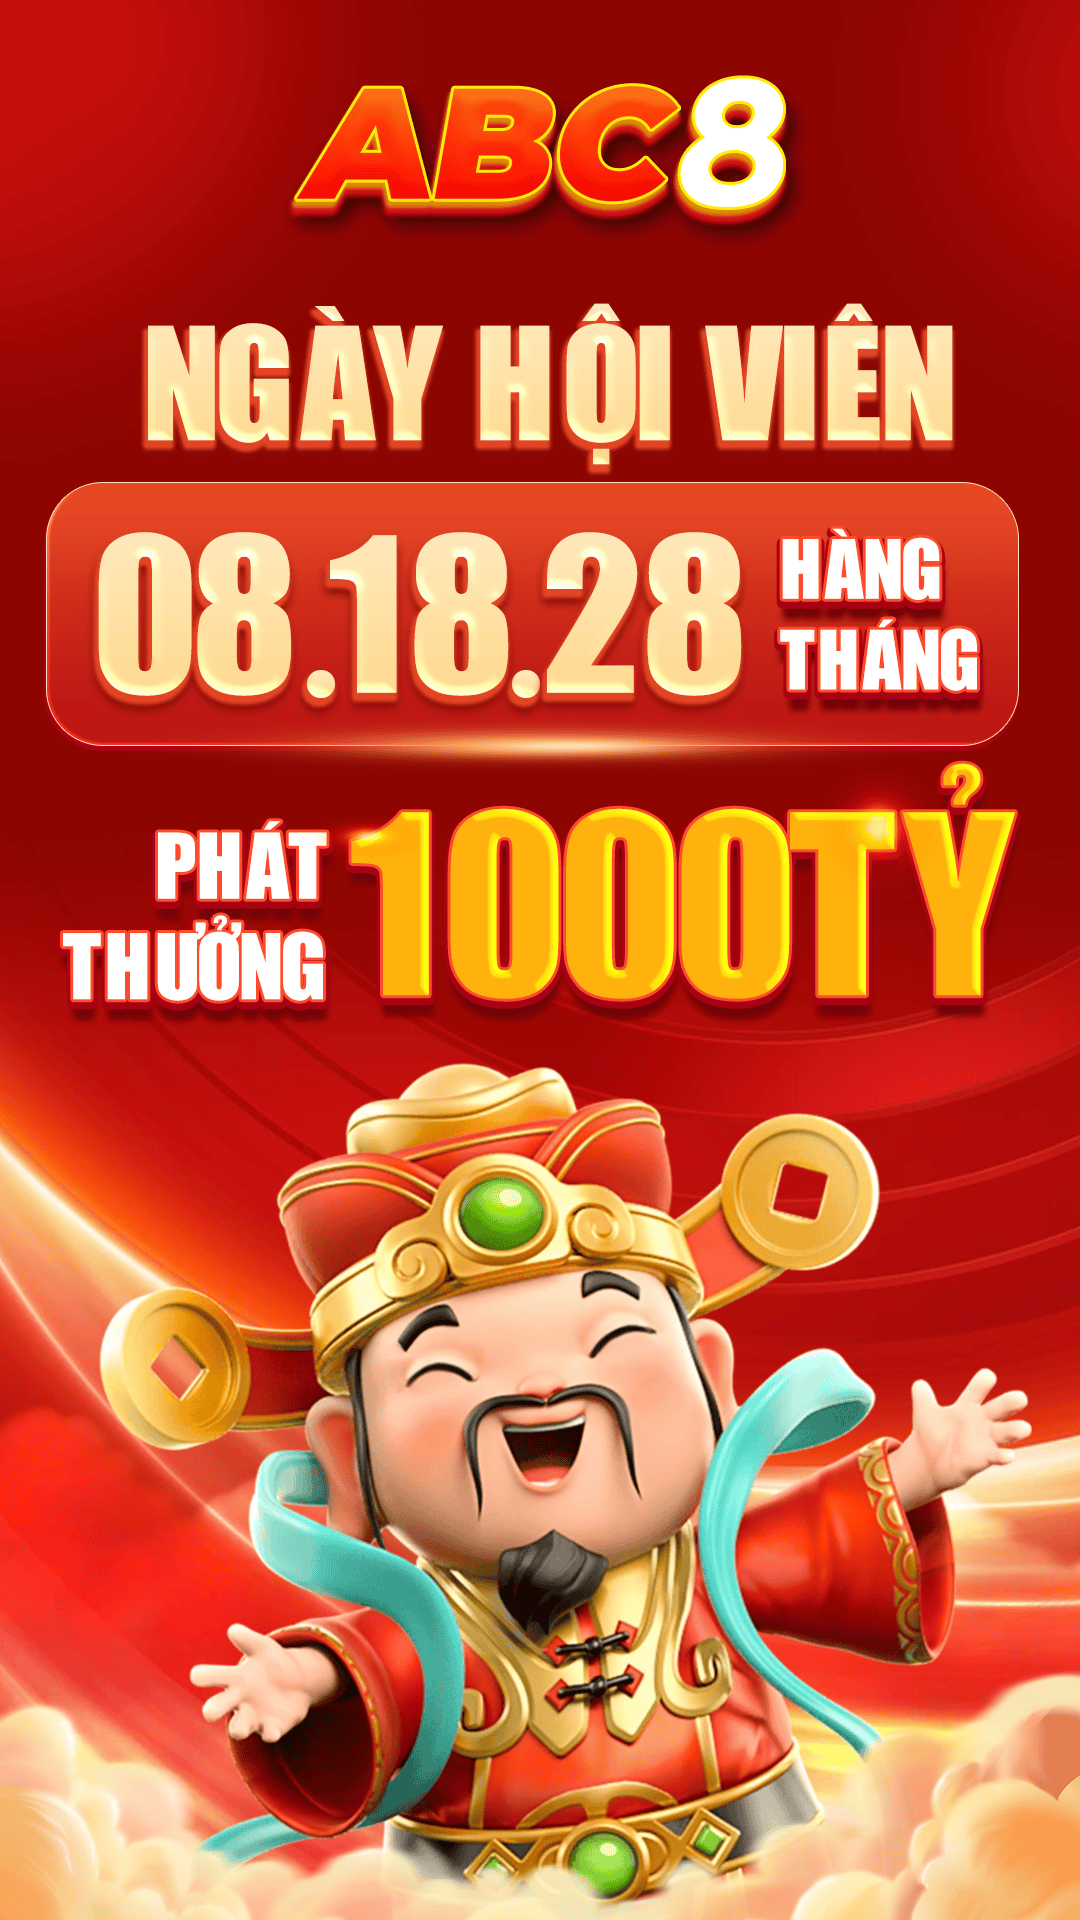 ABC8
NGÀY HỘI VIÊN
08.18.28
HÀNG
THÁNG
PHÁT
THƯỞNG
1000TỶ